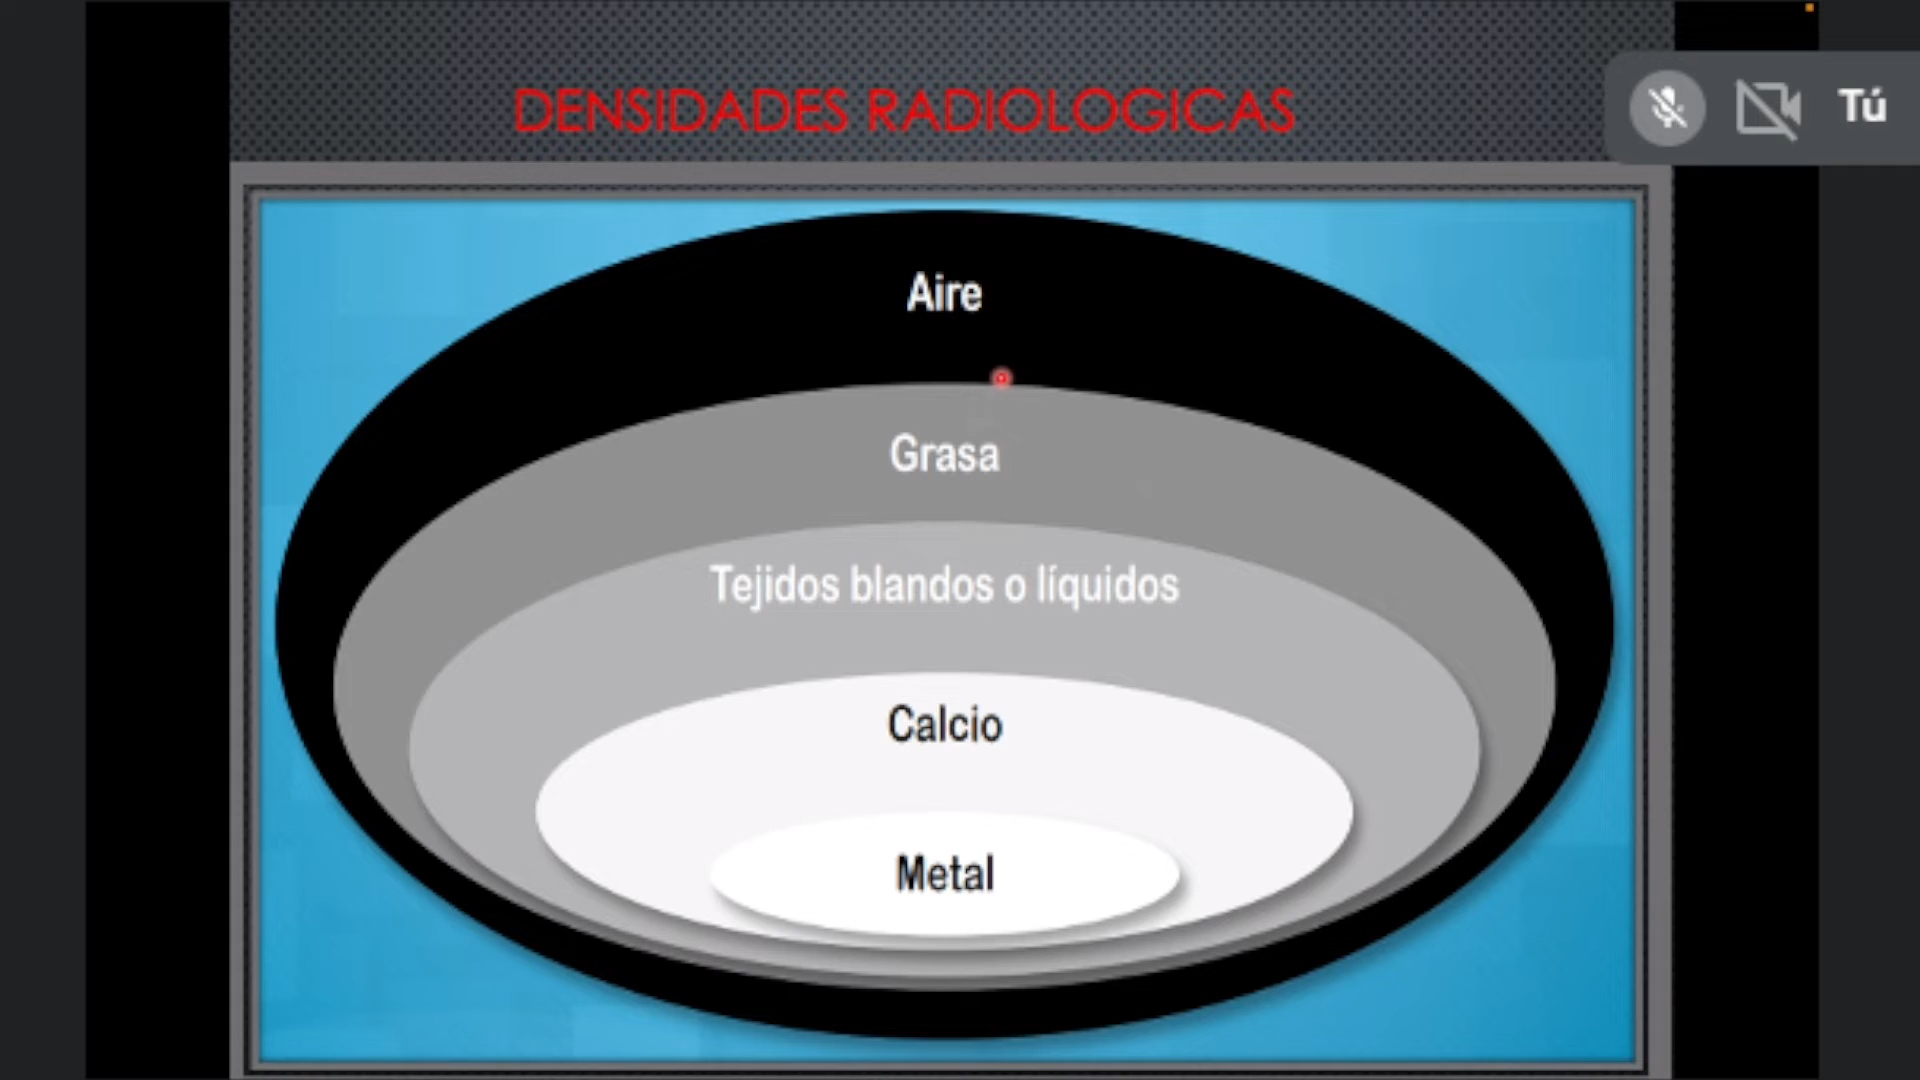 DENSIDADES RADIOLOGICAS
Tú
Aire
Grasa
Tejidos blandos o líquidos
Calcio
Metal